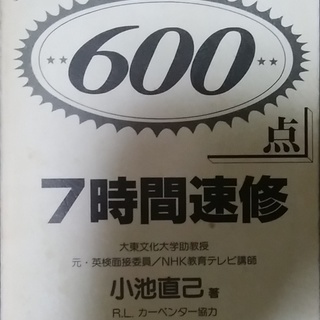 600
点
7時間速修
大東文化大学助教授
元・英検面接委員/NHK教育テレビ講師
小池直己著
R.L. カーペンター協力